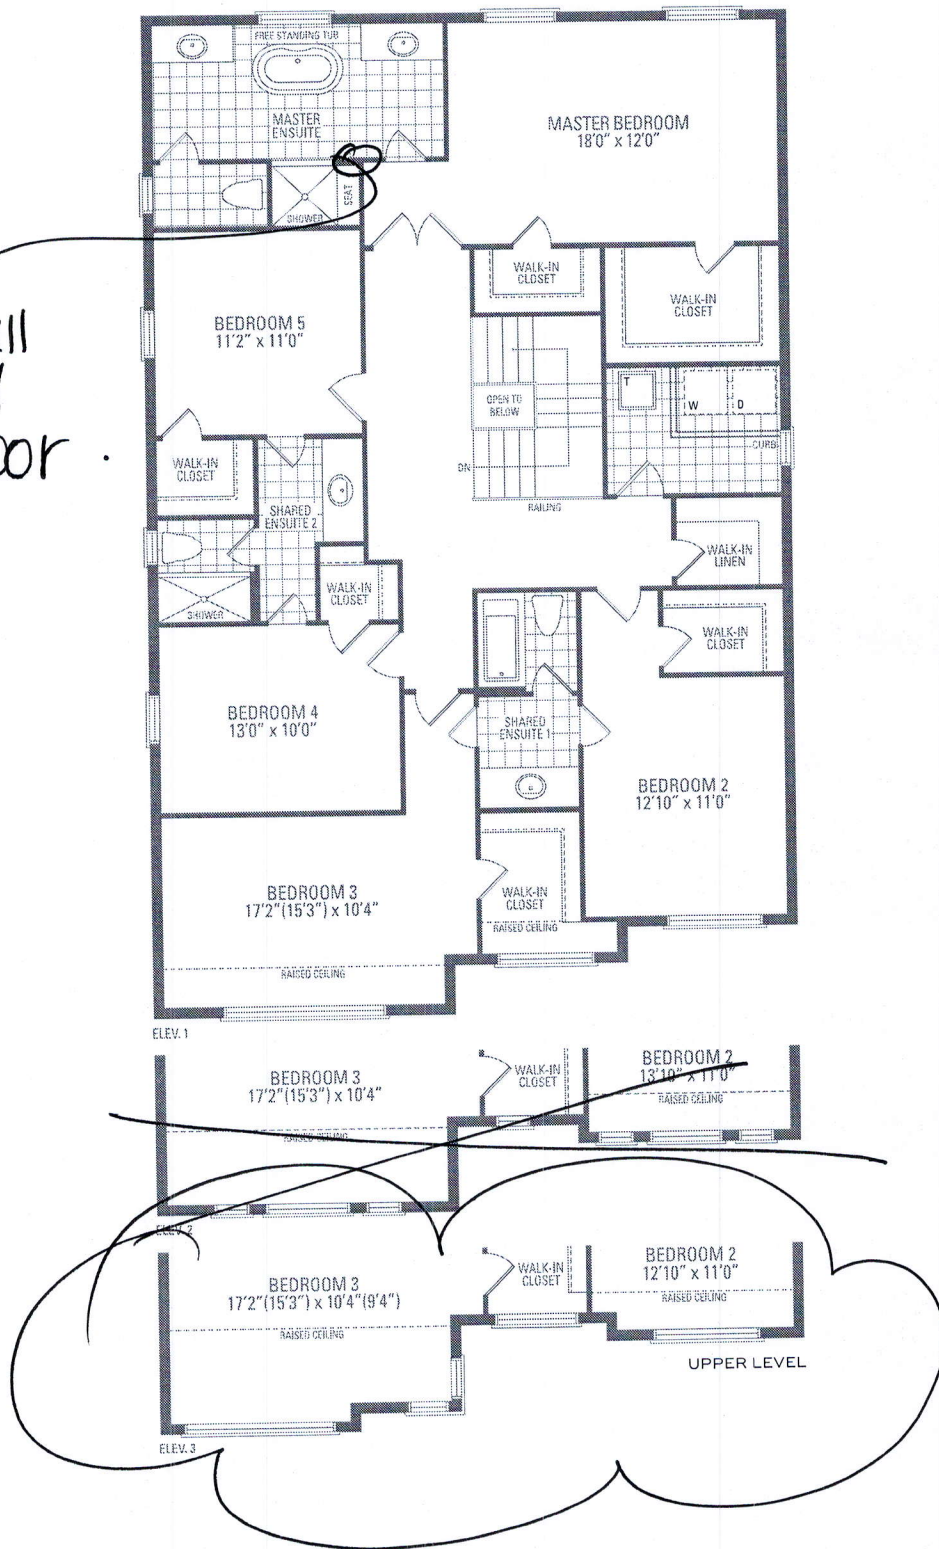 FREE STANDING TUB
MASTER
ENSUITE
MASTER BEDROOM
18'0" x 12'0"
SEAT
SHOWER
WALK-IN
CLOSET
WALK-IN
CLOSET
BEDROOM 5
11'2" x 11'0"
OPEN TO
BELOW
T
W
D
CURB
oor.
WALK-IN
CLOSET
DN
SHARED
ENSUITE 2
RAILING
WALK-IN
LINEN
WALK-IN
CLOSET
SHOWER
WALK-IN
CLOSET
BEDROOM 4
13'0" x 10'0"
SHARED
ENSUITE 1
BEDROOM 2
12'10" x 11'0"
BEDROOM 3
17'2"(15'3") x 10'4"
WALK-IN
CLOSET
RAISED CEILING
RAISED CEILING
ELEV. 1
BEDROOM 3
17'2"(15'3") x 10'4"
RAISED CEILING
WALK-IN
CLOSET
BEDROOM 2
13'10" x 11'0"
RAISED CEILING
ELEV. 2
BEDROOM 3
17'2"(15'3") x 10'4"(9'4")
RAISED CEILING
WALK-IN
CLOSET
BEDROOM 2
12'10" x 11'0"
RAISED CEILING
UPPER LEVEL
ELEV. 3